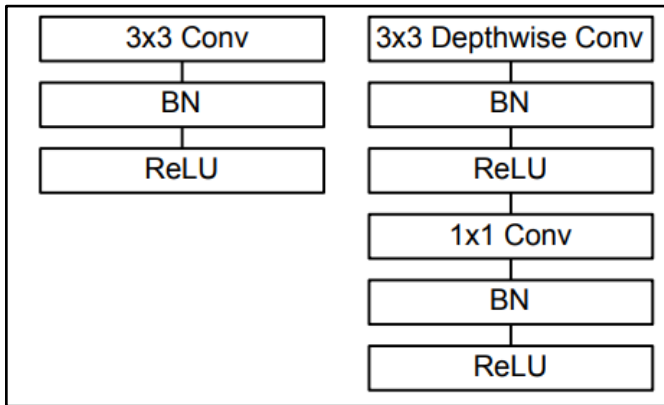 3x3 Conv
BN
ReLU
3x3 Depthwise Conv
BN
ReLU
1x1 Conv
BN
ReLU